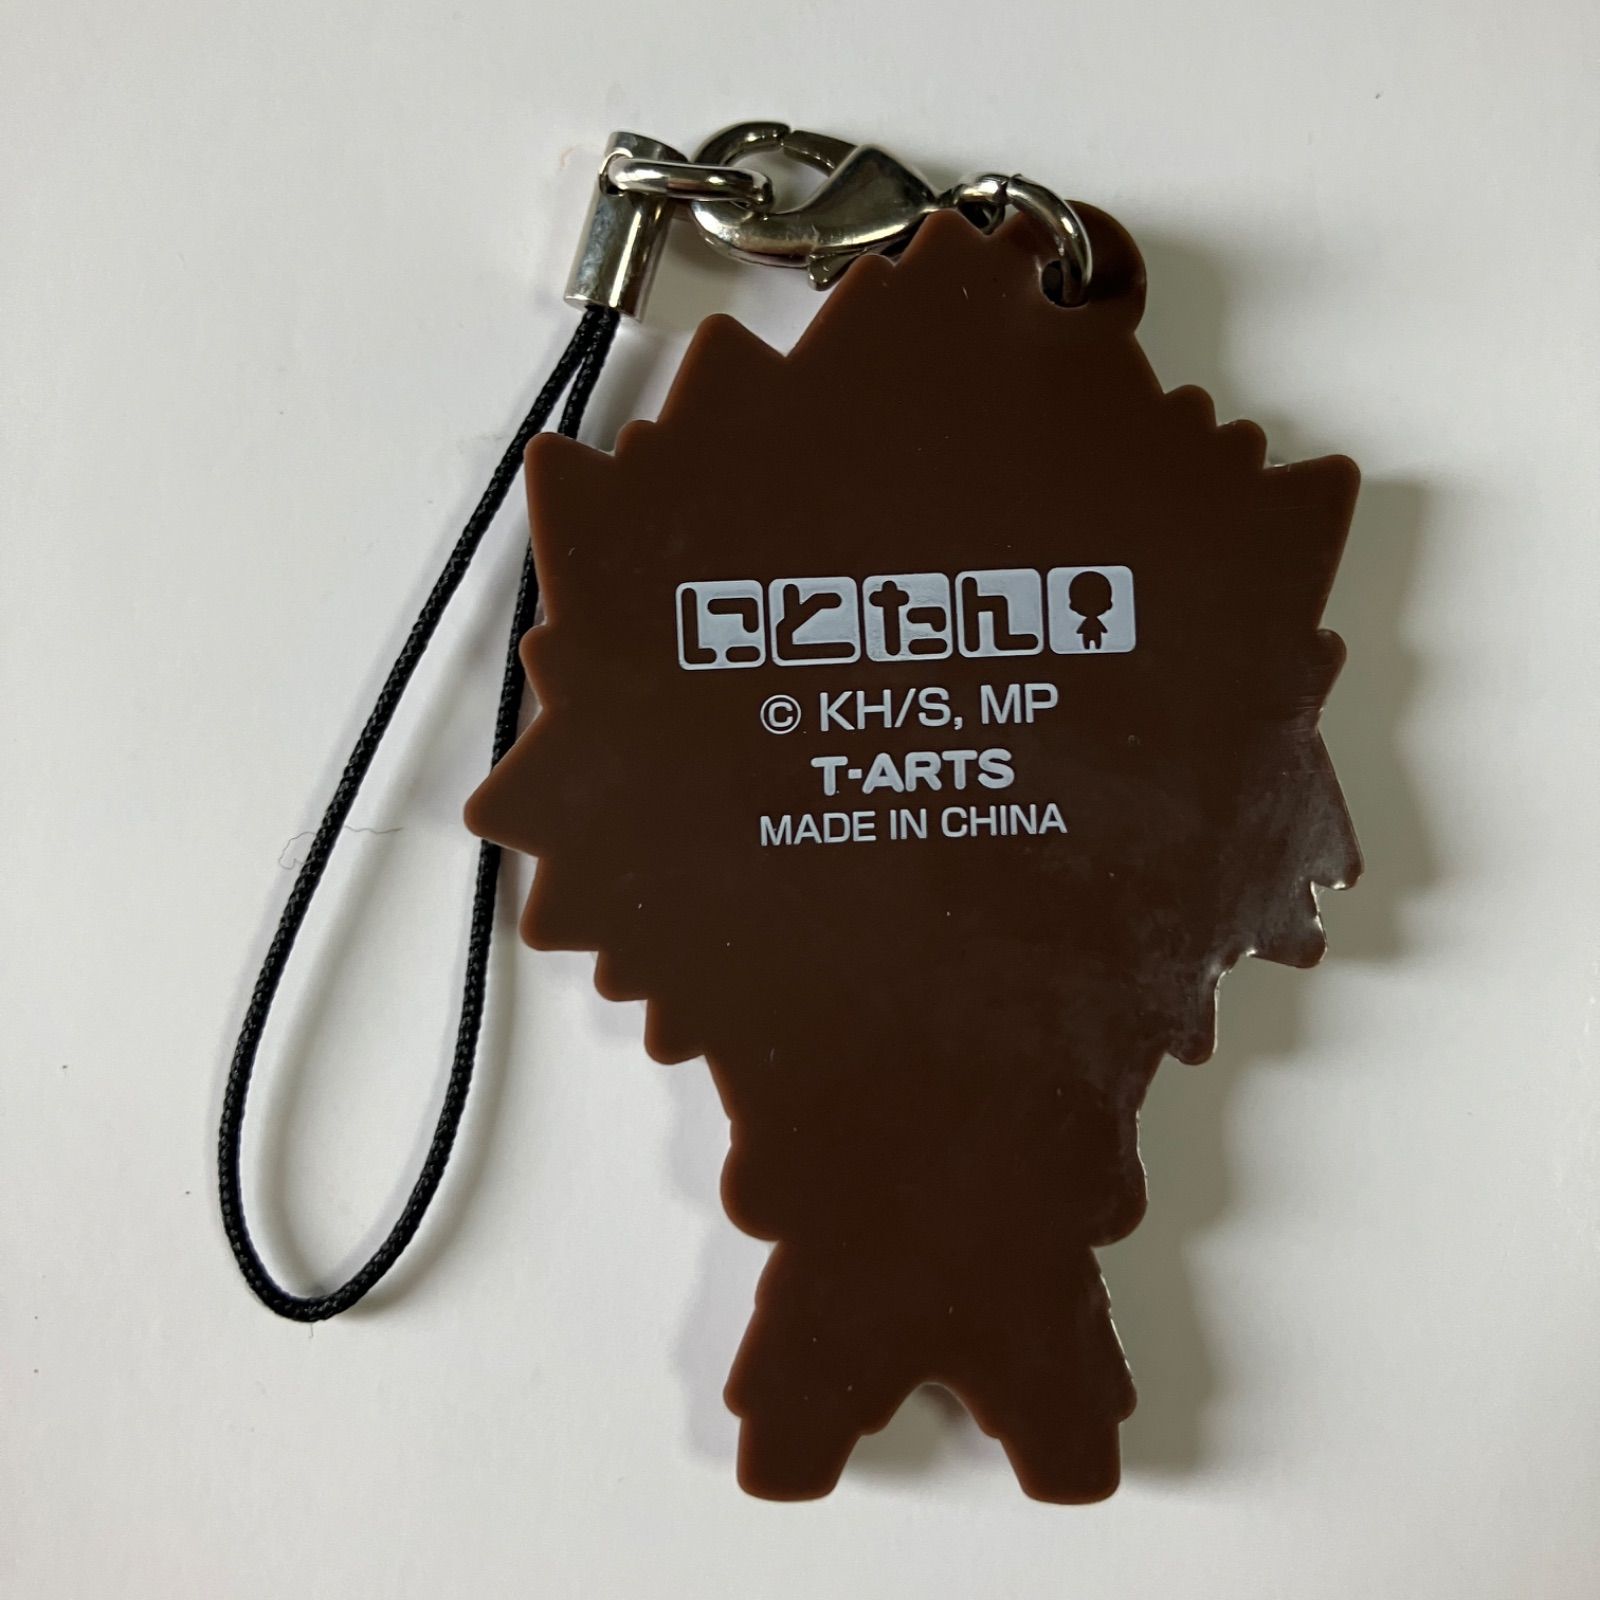 にとたん
© KH/S, MP
T-ARTS
MADE IN CHINA